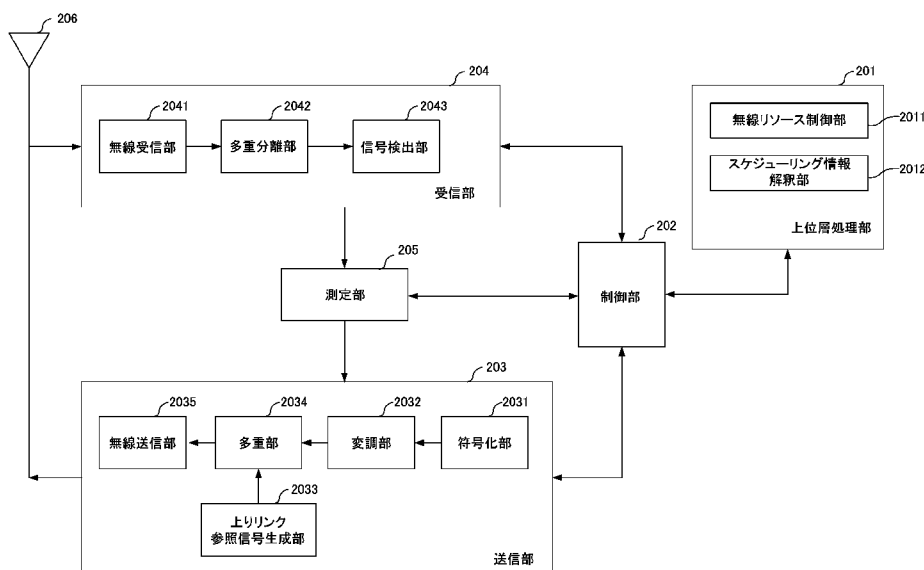 206
204
2041
2042
2043
無線受信部
多重分離部
信号検出部
受信部
201
無線リソース制御部
2011
スケジューリング情報
解釈部
2012
上位層処理部
202
制御部
205
測定部
203
2035
2034
2032
2031
無線送信部
多重部
変調部
符号化部
2033
上りリンク
参照信号生成部
送信部